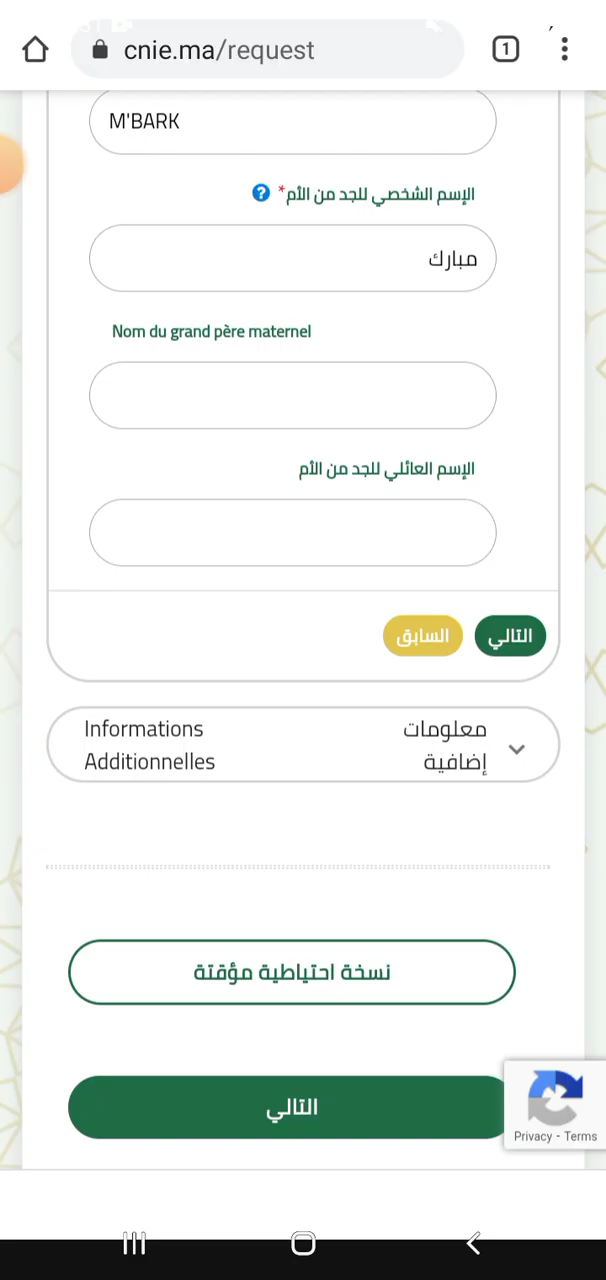 cnie.ma/request
1
M'BARK
الإسم الشخصي للجد من الأم* ?
مبارك
Nom du grand père maternel
الإسم العائلي للجد من الأم
التالي
السابق
Informations Additionnelles
معلومات إضافية
نسخة احتياطية مؤقتة
التالي
Privacy - Terms